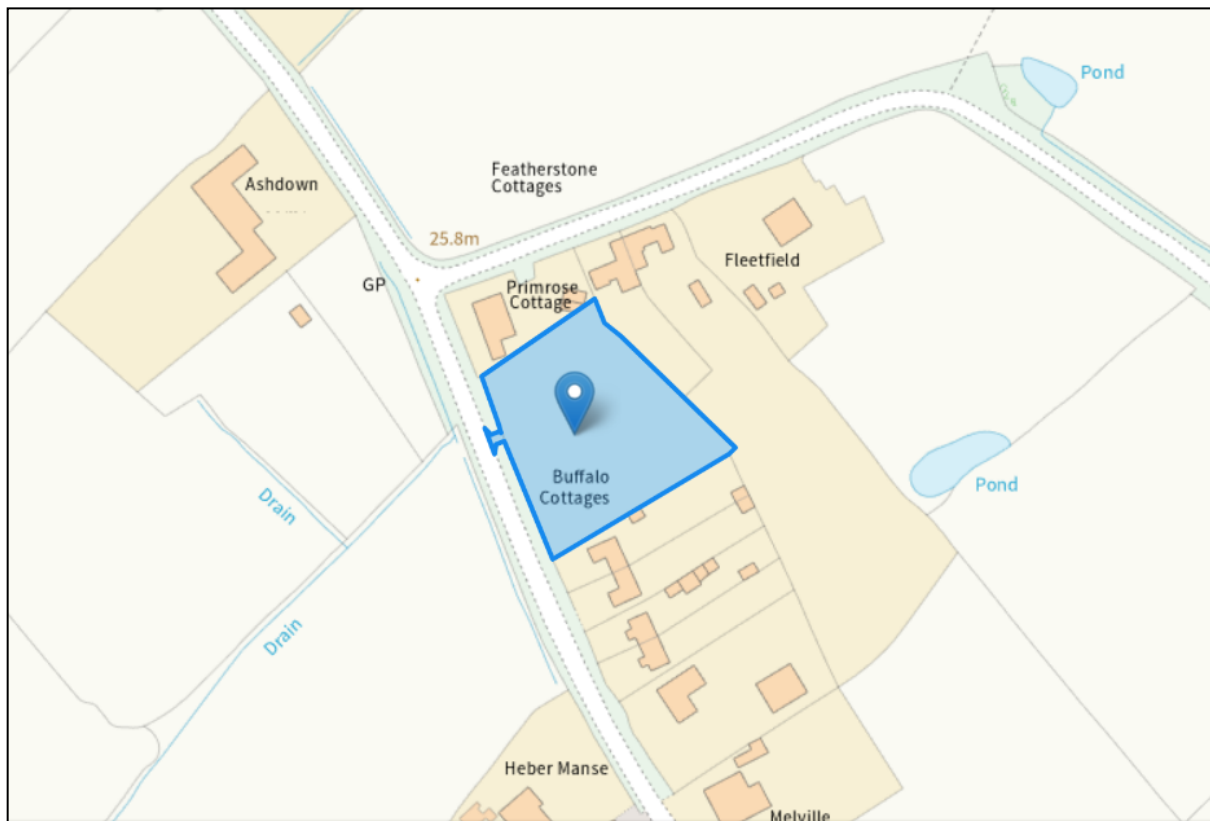 Pond
Featherstone
Cottages
Ashdown
25.8m
Fleetfield
GP
Primrose
Cottage
Buffalo
Cottages
Pond
Drain
Drain
Heber Manse
Melville